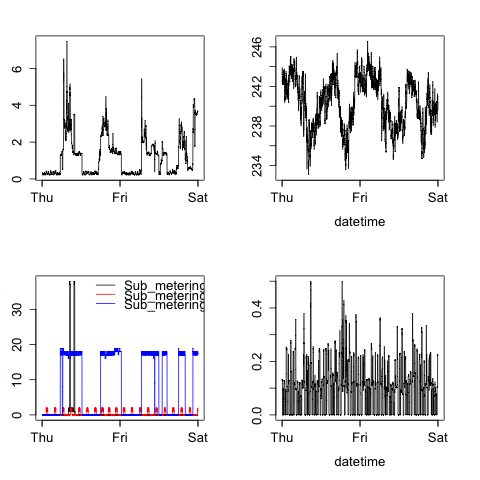 6
4
2
0
Thu Fri Sat
246
242
238
234
Thu Fri Sat
datetime
30
20
10
0
Sub_metering
Sub_metering
Sub_metering
Thu Fri Sat
0.4
0.2
0.0
Thu Fri Sat
datetime